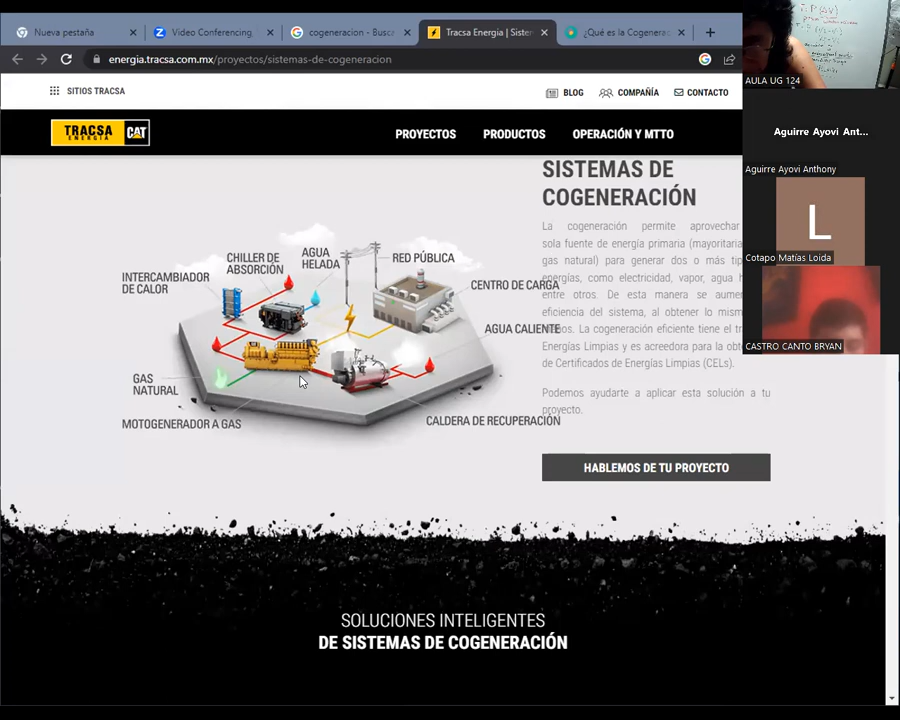 Nueva pestaña
Video Conferencing,
cogeneracion - Busca
Tracsa Energía | Sistem
¿Qué es la Cogenerac
energia.tracsa.com.mx/proyectos/sistemas-de-cogeneracion
SITIOS TRACSA
BLOG
COMPAÑÍA
CONTACTO
TRACSA
ENERGÍA
CAT
PROYECTOS
PRODUCTOS
OPERACIÓN Y MTTO
SISTEMAS DE
COGENERACIÓN
La cogeneración permite aprovechar
sola fuente de energía primaria (mayoritaria
gas natural) para generar dos o más tip
energías, como electricidad, vapor, agua h
entre otros. De esta manera se aumen
eficiencia del sistema, al obtener lo mism
La cogeneración eficiente tiene el tr
Energías Limpias y es acreedora para la obt
de Certificados de Energías Limpias (CELs).
Podemos ayudarte a aplicar esta solución a tu
proyecto.
HABLEMOS DE TU PROYECTO
INTERCAMBIADOR
DE CALOR
CHILLER DE
ABSORCIÓN
AGUA
HELADA
RED PÚBLICA
CENTRO DE CARGA
AGUA CALIENTE
GAS
NATURAL
MOTOGENERADOR A GAS
CALDERA DE RECUPERACIÓN
SOLUCIONES INTELIGENTES
DE SISTEMAS DE COGENERACIÓN
AULA UG 124
Aguirre Ayovi Ant...
Aguirre Ayovi Anthony
L
Cotapo Matías Loida
CASTRO CANTO BRYAN